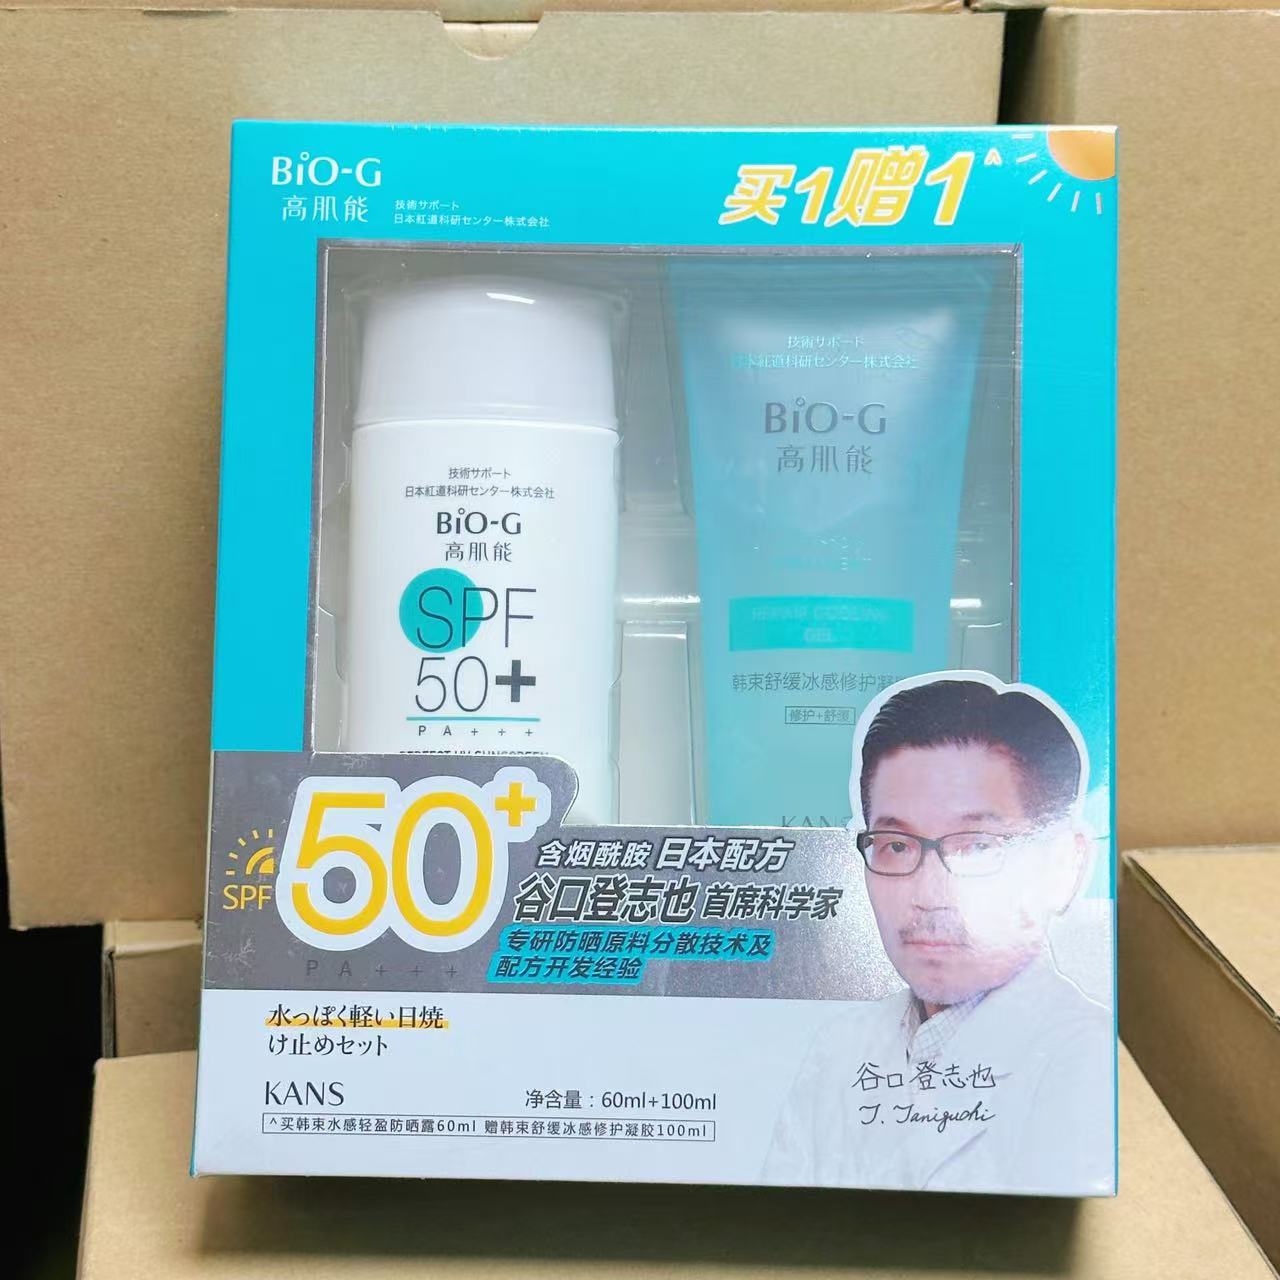 BiO-G
高肌能
技術サポート
日本紅道科研センター株式会社
买1赠1^
技術サポート
日本紅道科研センター株式会社
BiO-G
高肌能
SPF
50+
PA+++
PERFECT UV SUNSCREEN
技術サポート
日本紅道科研センター株式会社
BiO-G
高肌能
REPAIR COOLING
GEL
韩束舒缓冰感修护凝
修护+舒缓
KANS
SPF 50+
PA+++
含烟酰胺 日本配方
谷口登志也 首席科学家
专研防晒原料分散技术及
配方开发经验
水っぽく軽い日焼
け止めセット
KANS
净含量：60ml+100ml
^买韩束水感轻盈防晒露60ml 赠韩束舒缓冰感修护凝胶100ml
谷口登志也
T. Taniguchi